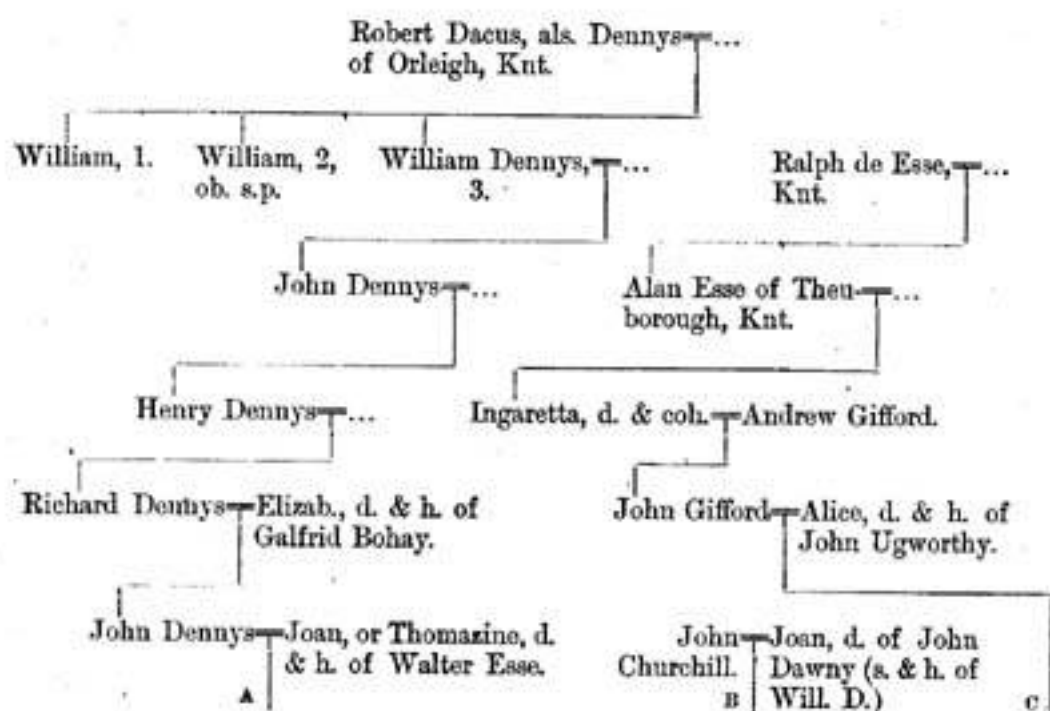 Robert Dacus, als. Dennys ...
of Orleigh, Knt.
William, 1.
William, 2,
ob. s.p.
William Dennys, ...
3.
Ralph de Esse, ...
Knt.
John Dennys ...
Alan Esse of Theu- ...
borough, Knt.
Henry Dennys ...
Ingaretta, d. & coh. Andrew Gifford.
Richard Dennys Elizab., d. & h. of
Galfrid Bohay.
John Gifford Alice, d. & h. of
John Ugworthy.
John Dennys Joan, or Thomazine, d.
& h. of Walter Esse.
A
John Joan, d. of John
Churchill. Dawny (s. & h. of
B Will. D.)
C